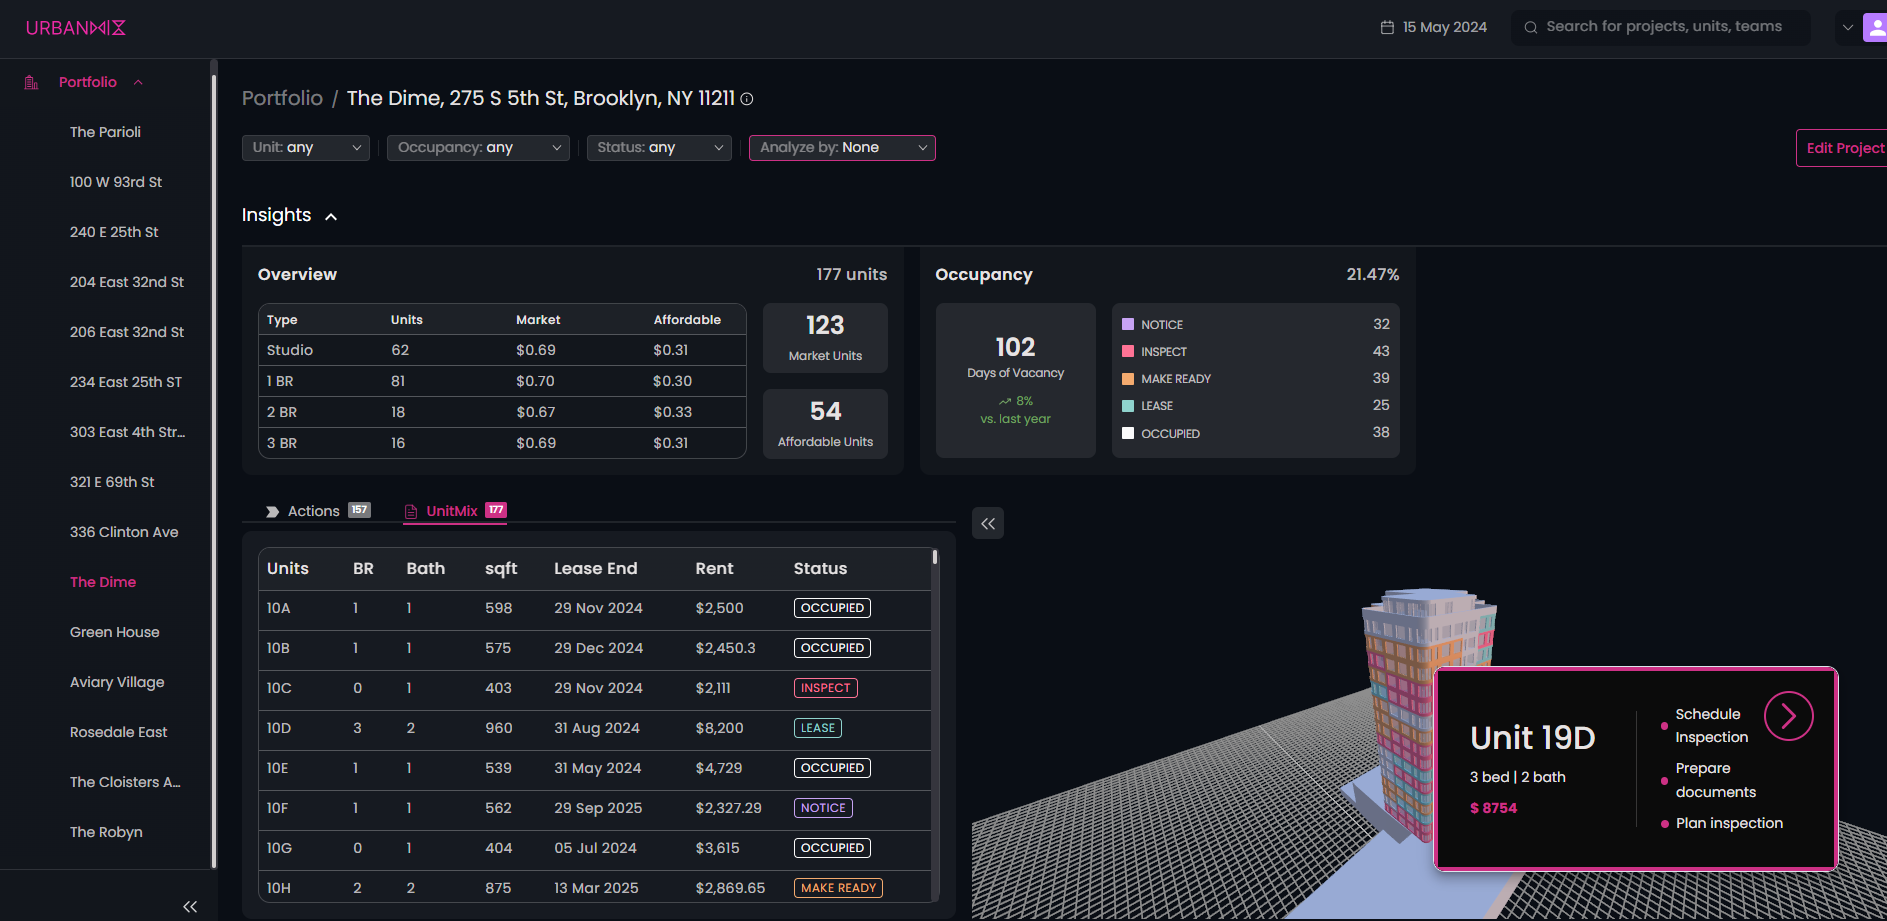 URBANMIX
15 May 2024
Search for projects, units, teams
Portfolio
The Parioli
100 W 93rd St
240 E 25th St
204 East 32nd St
206 East 32nd St
234 East 25th ST
303 East 4th Str...
321 E 69th St
336 Clinton Ave
The Dime
Green House
Aviary Village
Rosedale East
The Cloisters A...
The Robyn
Portfolio / The Dime, 275 S 5th St, Brooklyn, NY 11211
Unit: any
Occupancy: any
Status: any
Analyze by: None
Edit Project
Insights
Overview 177 units
Type Units Market Affordable
Studio 62 $0.69 $0.31
1 BR 81 $0.70 $0.30
2 BR 18 $0.67 $0.33
3 BR 16 $0.69 $0.31
123
Market Units
54
Affordable Units
Occupancy 21.47%
102
Days of Vacancy
8%
vs. last year
NOTICE 32
INSPECT 43
MAKE READY 39
LEASE 25
OCCUPIED 38
Actions 157
UnitMix 177
Units BR Bath sqft Lease End Rent Status
10A 1 1 598 29 Nov 2024 $2,500 OCCUPIED
10B 1 1 575 29 Dec 2024 $2,450.3 OCCUPIED
10C 0 1 403 29 Nov 2024 $2,111 INSPECT
10D 3 2 960 31 Aug 2024 $8,200 LEASE
10E 1 1 539 31 May 2024 $4,729 OCCUPIED
10F 1 1 562 29 Sep 2025 $2,327.29 NOTICE
10G 0 1 404 05 Jul 2024 $3,615 OCCUPIED
10H 2 2 875 13 Mar 2025 $2,869.65 MAKE READY
Unit 19D
3 bed | 2 bath
$ 8754
Schedule
Inspection
Prepare
documents
Plan inspection